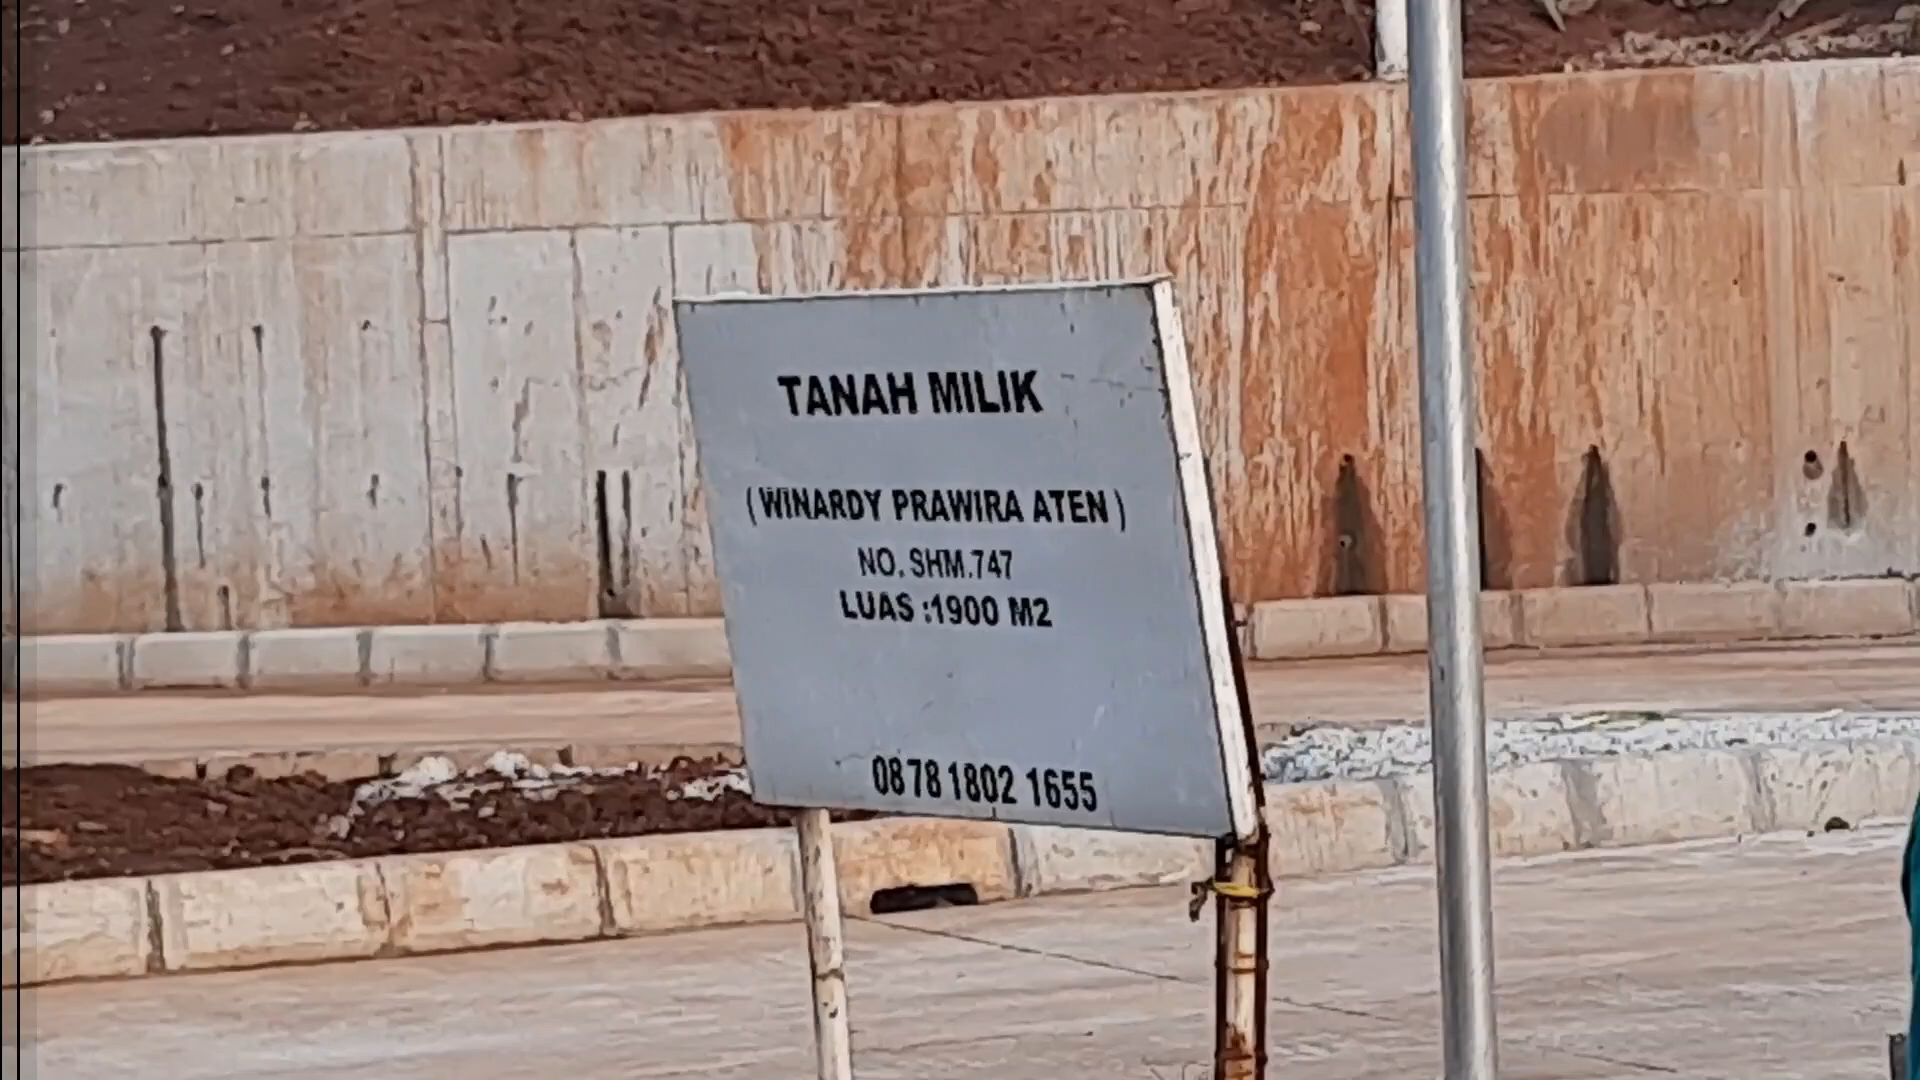 TANAH MILIK
( WINARDY PRAWIRA ATEN )
NO. SHM.747
LUAS :1900 M2
0878 1802 1655